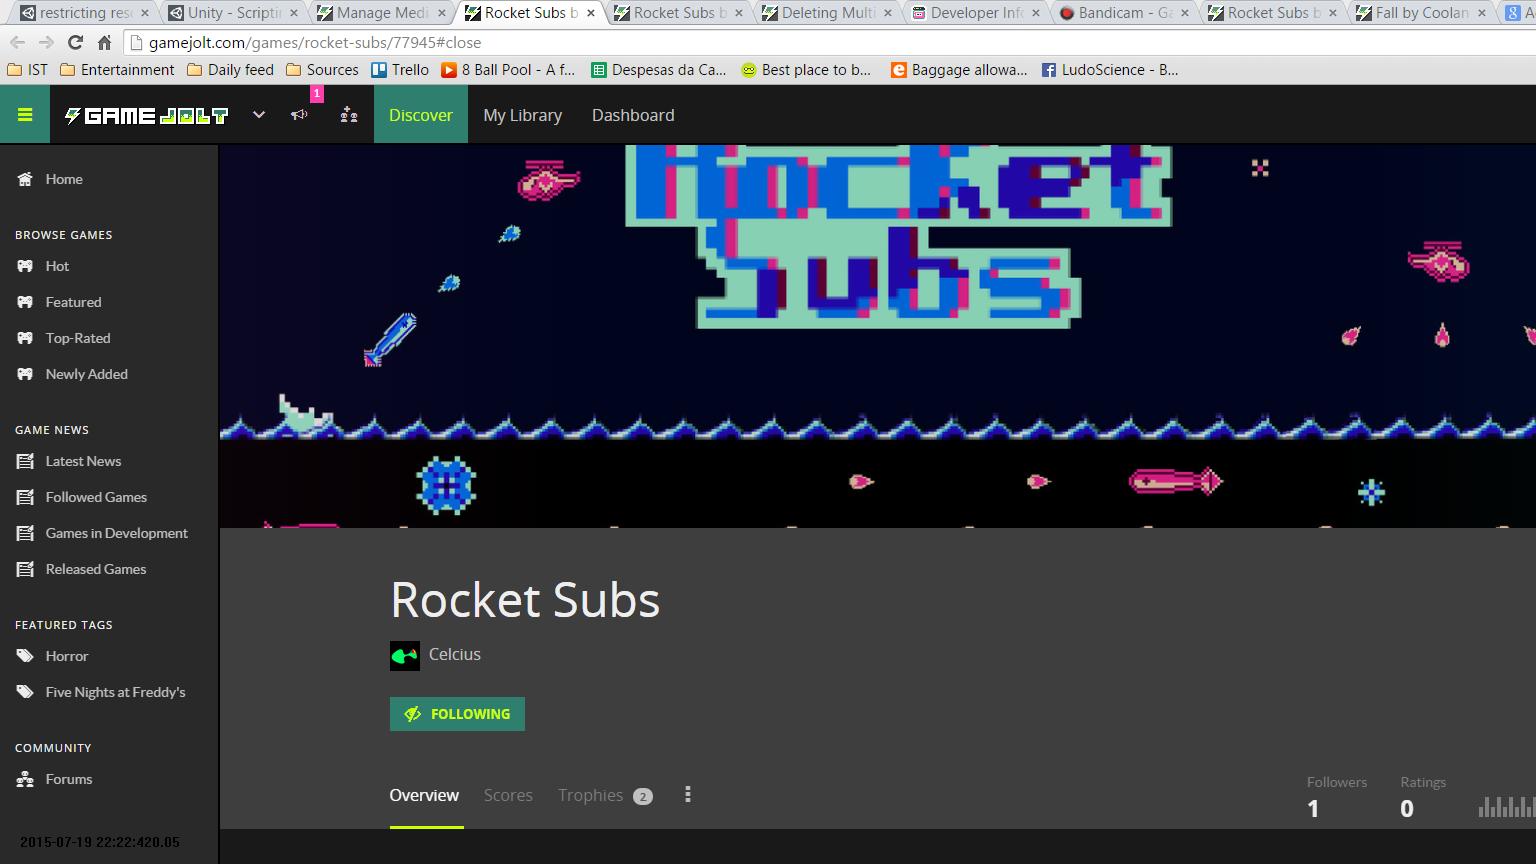 restricting res
Unity - Scripti
Manage Medi
Rocket Subs b
Rocket Subs b
Deleting Multi
Developer Info
Bandicam - Ga
Rocket Subs b
Fall by Coolan
gamejolt.com/games/rocket-subs/77945#close
IST
Entertainment
Daily feed
Sources
Trello
8 Ball Pool - A f...
Despesas da Ca...
Best place to b...
Baggage allowa...
LudoScience - B...
GAME JOLT
1
Discover
My Library
Dashboard
Home
BROWSE GAMES
Hot
Featured
Top-Rated
Newly Added
GAME NEWS
Latest News
Followed Games
Games in Development
Released Games
FEATURED TAGS
Horror
Five Nights at Freddy's
COMMUNITY
Forums
2015-07-19 22:22:420.05
Rocket
Subs
Rocket Subs
Celcius
FOLLOWING
Overview
Scores
Trophies 2
Followers
1
Ratings
0